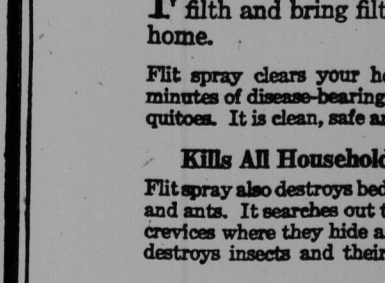 filth and bring filt
home.
Flit spray clears your h
minutes of disease-bearing
quitoes. It is clean, safe a
Kills All Household
Flit spray also destroys bed
and ants. It searches out t
crevices where they hide a
destroys insects and their